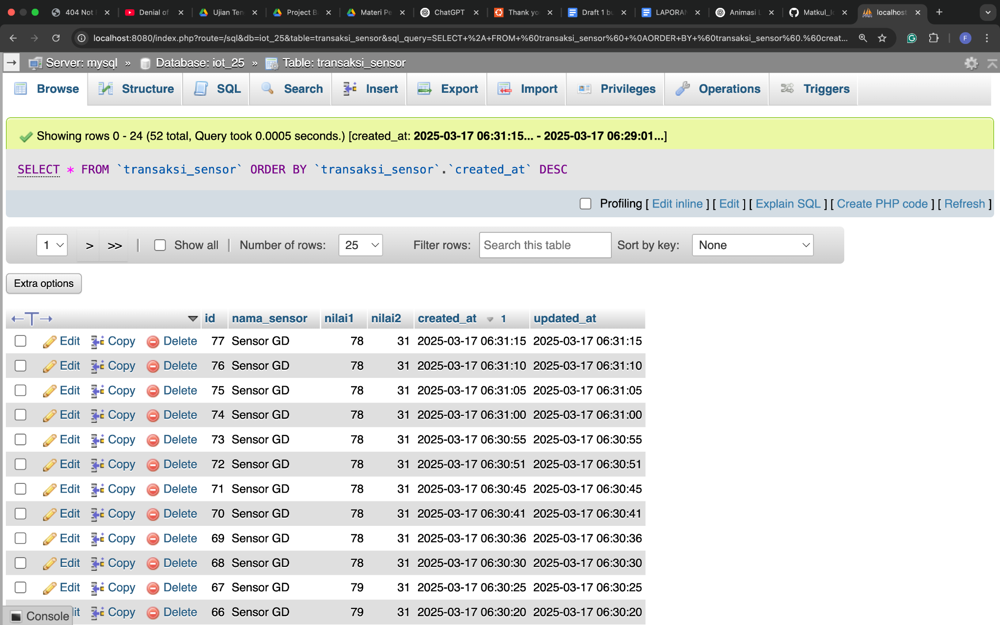 404 Not
Denial of
Ujian Ten
Project B
Materi Pe
ChatGPT
Thank yo
Draft 1 bu
LAPORAN
Animasi L
Matkul_Io
localhost
localhost:8080/index.php?route=/sql&db=iot_25&table=transaksi_sensor&sql_query=SELECT+%2A+FROM+%60transaksi_sensor%60+%0AORDER+BY+%60transaksi_sensor%60.%60creat...
F
Server: mysql » Database: iot_25 » Table: transaksi_sensor
Browse Structure SQL Search Insert Export Import Privileges Operations Triggers
Showing rows 0 - 24 (52 total, Query took 0.0005 seconds.) [created_at: 2025-03-17 06:31:15... - 2025-03-17 06:29:01...]
SELECT * FROM `transaksi_sensor` ORDER BY `transaksi_sensor`.`created_at` DESC
Profiling [ Edit inline ] [ Edit ] [ Explain SQL ] [ Create PHP code ] [ Refresh ]
1 > >> | Show all | Number of rows: 25 Filter rows: Search this table Sort by key: None
Extra options
←T→ id nama_sensor nilai1 nilai2 created_at 1 updated_at
Edit Copy Delete 77 Sensor GD 78 31 2025-03-17 06:31:15 2025-03-17 06:31:15
Edit Copy Delete 76 Sensor GD 78 31 2025-03-17 06:31:10 2025-03-17 06:31:10
Edit Copy Delete 75 Sensor GD 78 31 2025-03-17 06:31:05 2025-03-17 06:31:05
Edit Copy Delete 74 Sensor GD 78 31 2025-03-17 06:31:00 2025-03-17 06:31:00
Edit Copy Delete 73 Sensor GD 78 31 2025-03-17 06:30:55 2025-03-17 06:30:55
Edit Copy Delete 72 Sensor GD 78 31 2025-03-17 06:30:51 2025-03-17 06:30:51
Edit Copy Delete 71 Sensor GD 78 31 2025-03-17 06:30:45 2025-03-17 06:30:45
Edit Copy Delete 70 Sensor GD 78 31 2025-03-17 06:30:41 2025-03-17 06:30:41
Edit Copy Delete 69 Sensor GD 78 31 2025-03-17 06:30:36 2025-03-17 06:30:36
Edit Copy Delete 68 Sensor GD 78 31 2025-03-17 06:30:30 2025-03-17 06:30:30
Edit Copy Delete 67 Sensor GD 79 31 2025-03-17 06:30:25 2025-03-17 06:30:25
Console it Copy Delete 66 Sensor GD 79 31 2025-03-17 06:30:20 2025-03-17 06:30:20